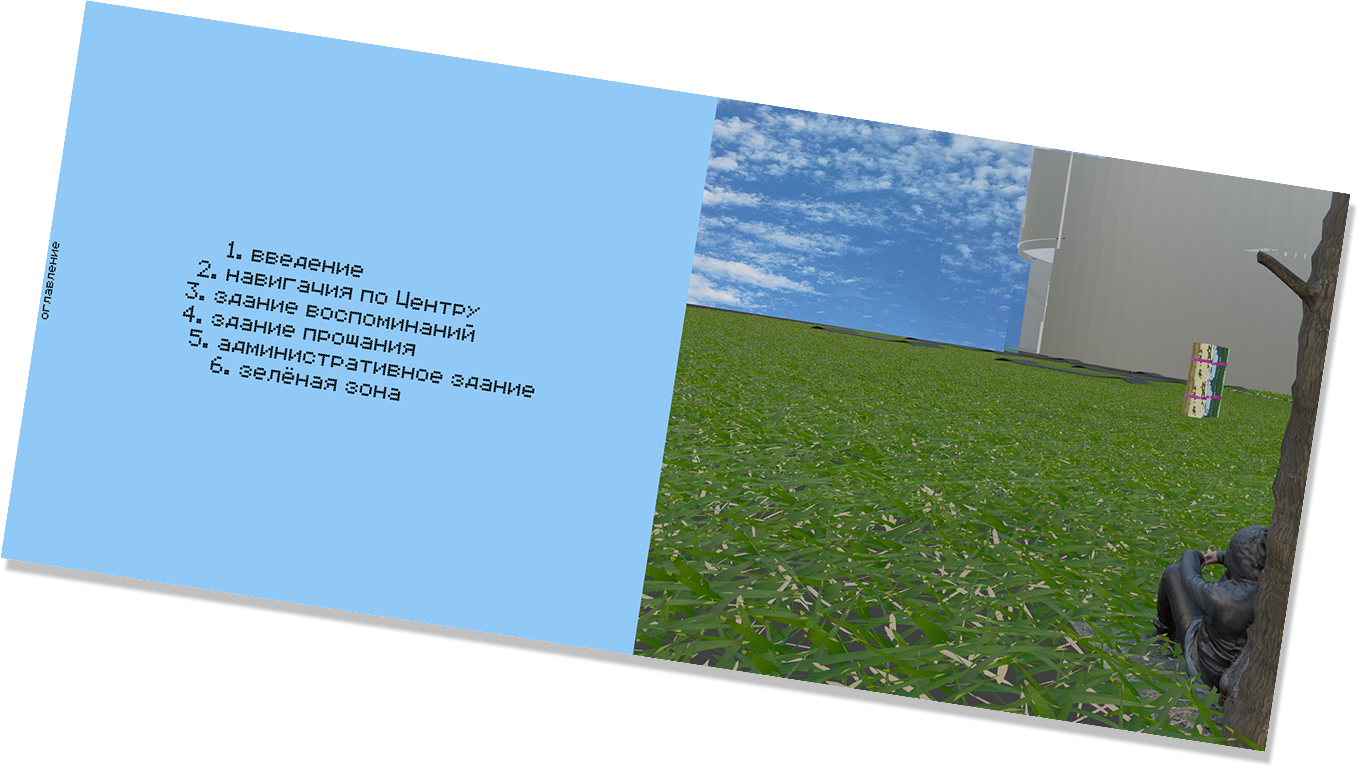 оглавление
1. введение
2. навигация по Центру
3. здание воспоминаний
4. здание прощания
5. административное здание
6. зелёная зона